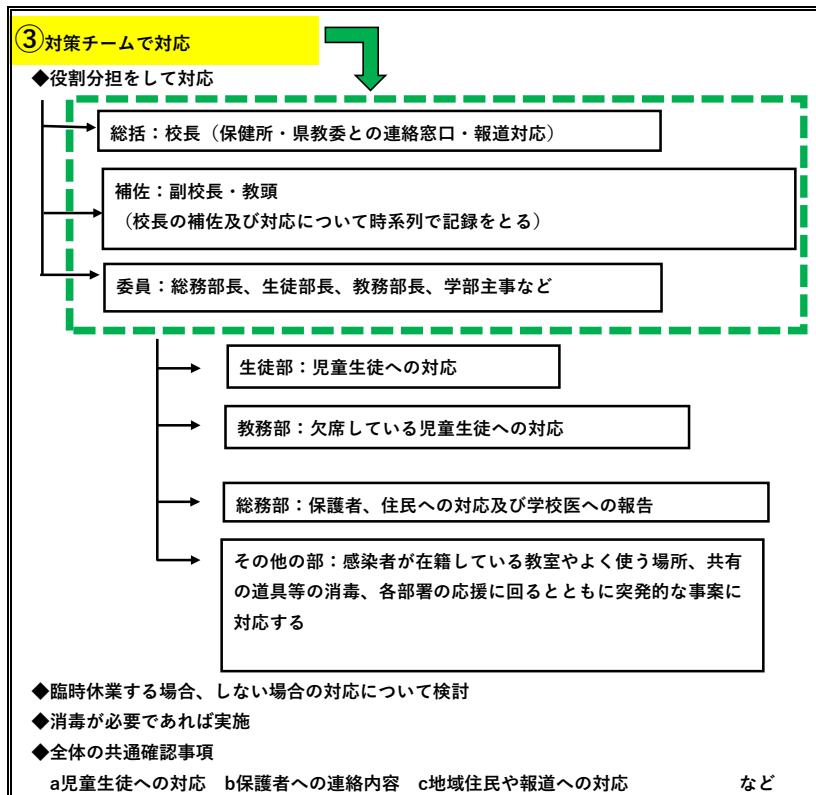 ③対策チームで対応
◆役割分担をして対応
総括：校長（保健所・県教委との連絡窓口・報道対応）
補佐：副校長・教頭
（校長の補佐及び対応について時系列で記録をとる）
委員：総務部長、生徒部長、教務部長、学部主事など
生徒部：児童生徒への対応
教務部：欠席している児童生徒への対応
総務部：保護者、住民への対応及び学校医への報告
その他の部：感染者が在籍している教室やよく使う場所、共有
の道具等の消毒、各部署の応援に回るとともに突発的な事案に
対応する
◆臨時休業する場合、しない場合の対応について検討
◆消毒が必要であれば実施
◆全体の共通確認事項
a児童生徒への対応　b保護者への連絡内容　c地域住民や報道への対応　　　　　　など